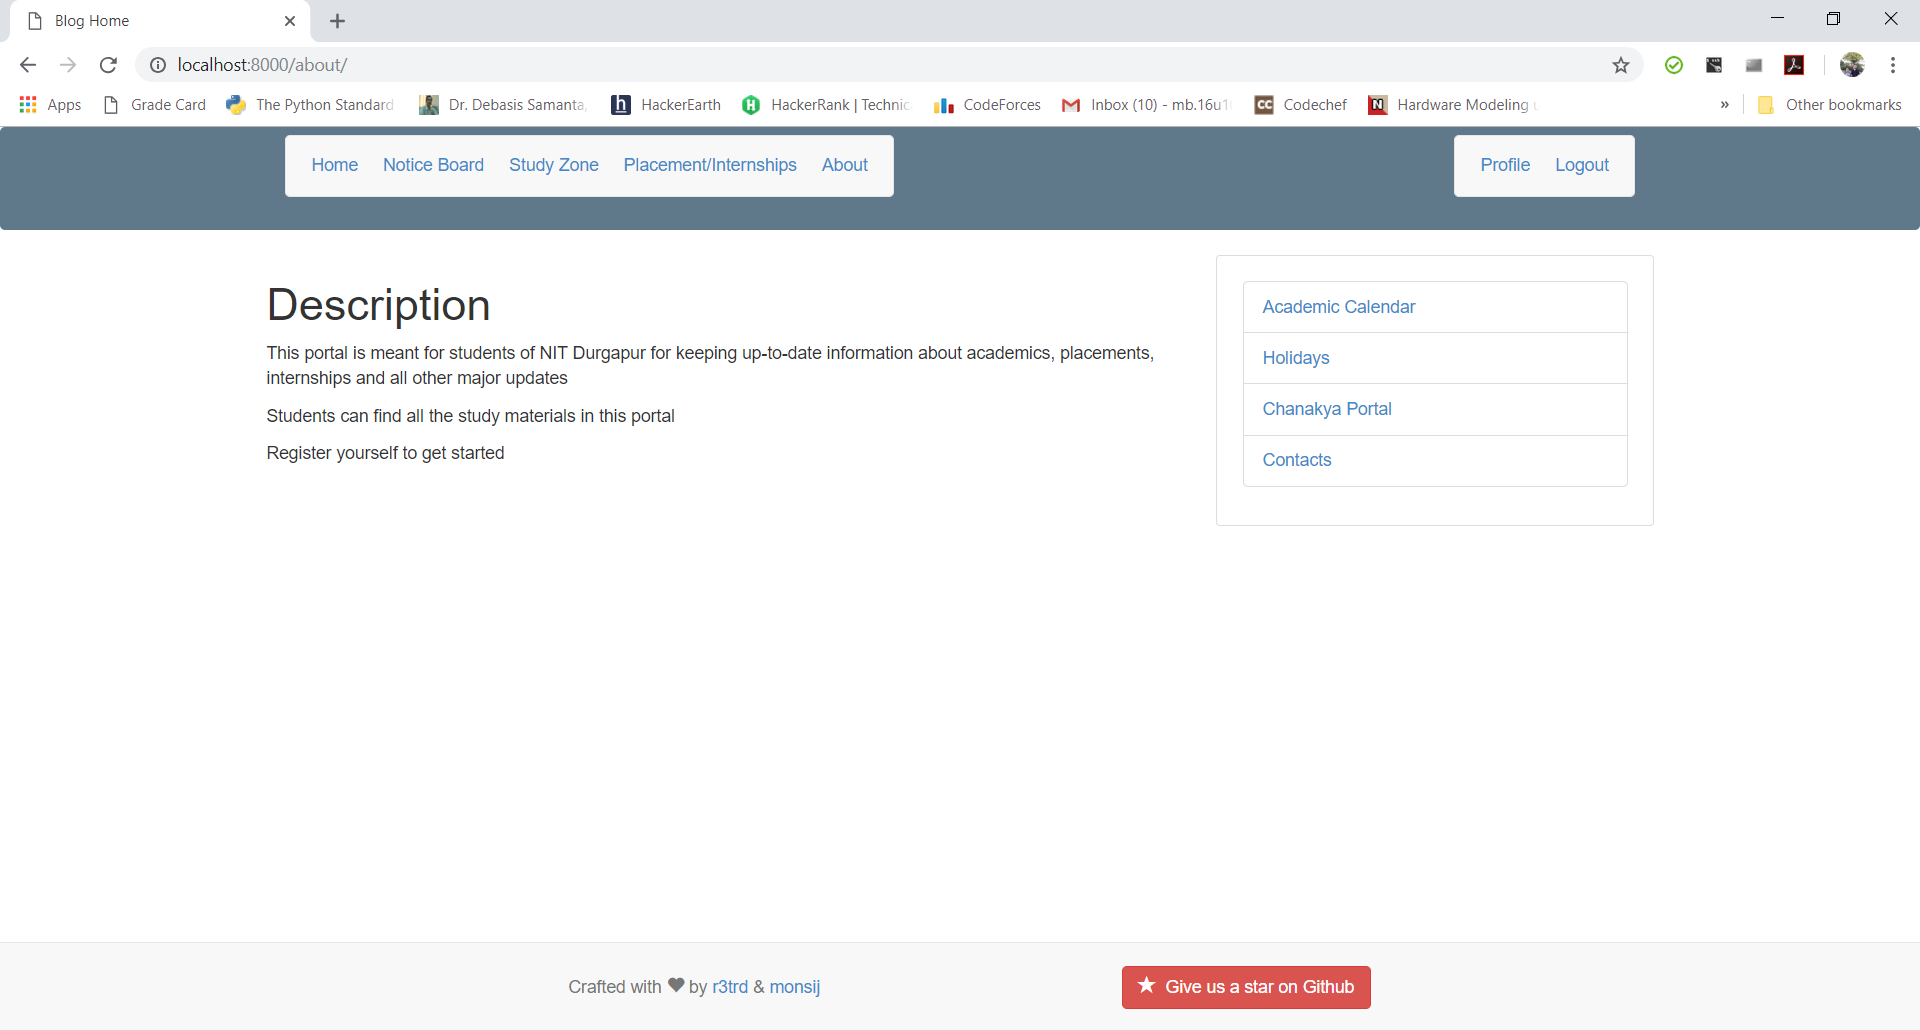 Blog Home
localhost:8000/about/
Apps Grade Card The Python Standard Dr. Debasis Samanta, HackerEarth HackerRank | Technic CodeForces Inbox (10) - mb.16u1 Codechef Hardware Modeling » Other bookmarks
Home Notice Board Study Zone Placement/Internships About Profile Logout
Description
This portal is meant for students of NIT Durgapur for keeping up-to-date information about academics, placements,
internships and all other major updates
Students can find all the study materials in this portal
Register yourself to get started
Academic Calendar
Holidays
Chanakya Portal
Contacts
Crafted with ♥ by r3trd & monsij
★ Give us a star on Github